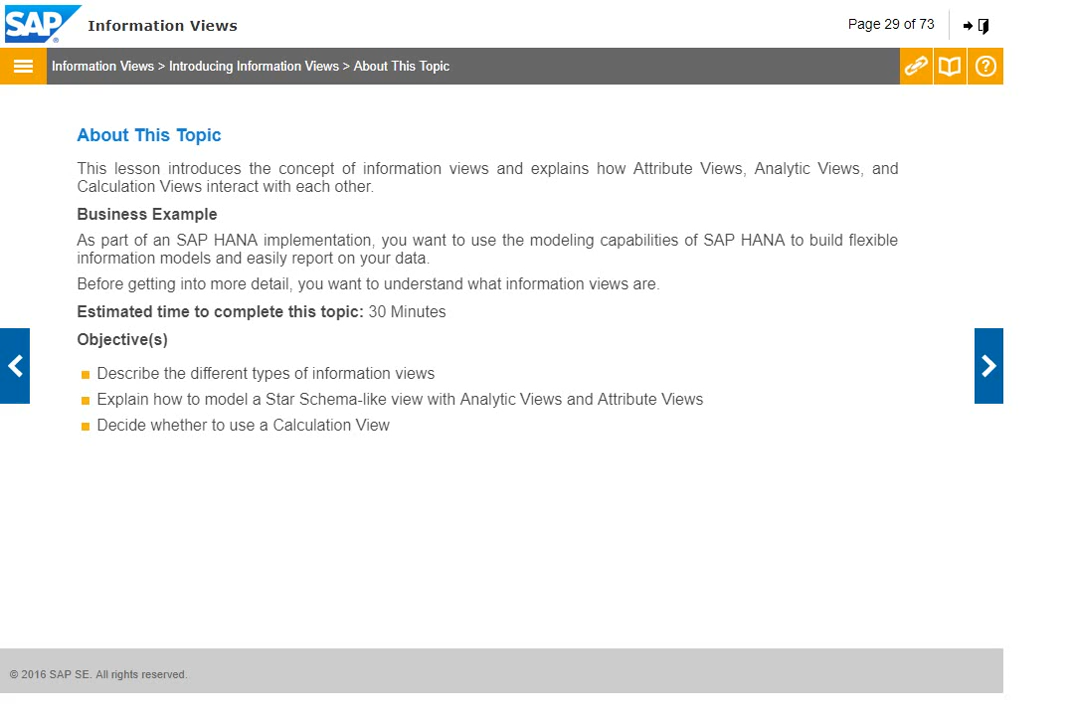 SAP Information Views
Page 29 of 73
Information Views > Introducing Information Views > About This Topic
About This Topic
This lesson introduces the concept of information views and explains how Attribute Views, Analytic Views, and
Calculation Views interact with each other.
Business Example
As part of an SAP HANA implementation, you want to use the modeling capabilities of SAP HANA to build flexible
information models and easily report on your data.
Before getting into more detail, you want to understand what information views are.
Estimated time to complete this topic: 30 Minutes
Objective(s)
Describe the different types of information views
Explain how to model a Star Schema-like view with Analytic Views and Attribute Views
Decide whether to use a Calculation View
© 2016 SAP SE. All rights reserved.